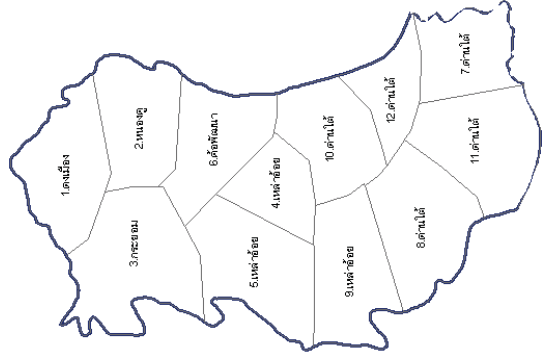 1.ดงเมือง
2.หนองตู
3.กระยอม
4.เหล่าอ้อย
5.เหล่าอ้อย
6.ค้อพัฒนา
7.ด่านใต้
8.ด่านใต้
9.เหล่าอ้อย
10.ด่านใต้
11.ด่านใต้
12.ด่านใต้